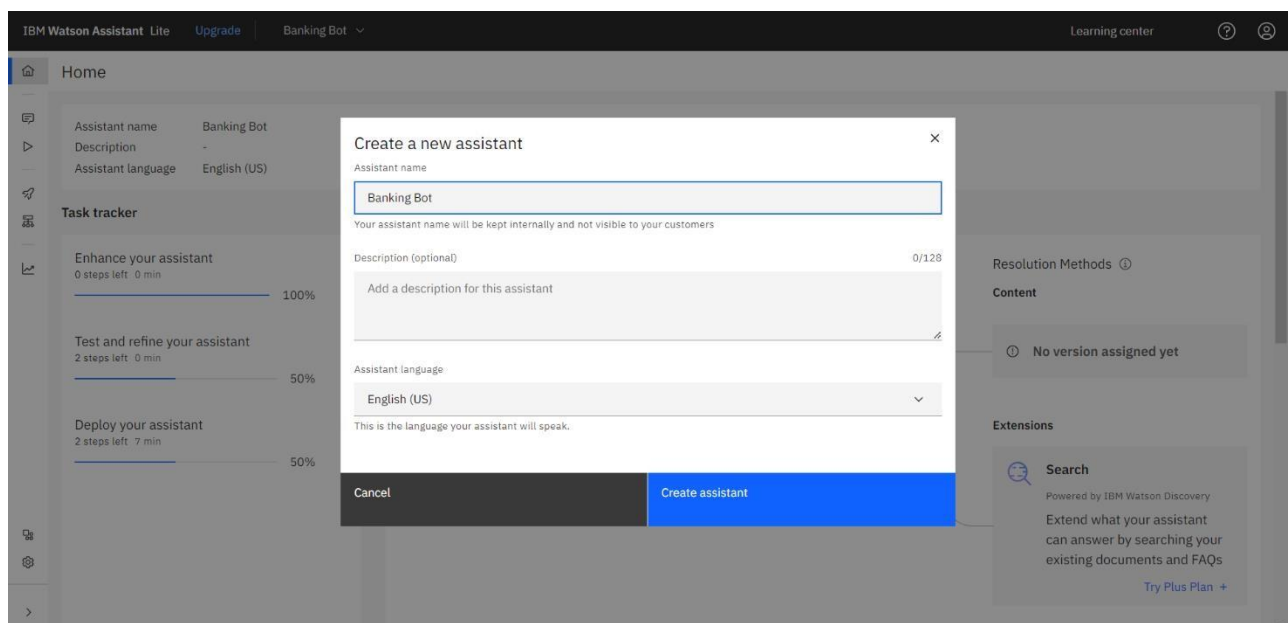 IBM Watson Assistant Lite Upgrade Banking Bot Learning center
Home
Assistant name Banking Bot
Description -
Assistant language English (US)
Task tracker
Enhance your assistant
0 steps left 0 min
100%
Test and refine your assistant
2 steps left 0 min
50%
Deploy your assistant
2 steps left 7 min
50%
Create a new assistant
Assistant name
Banking Bot
Your assistant name will be kept internally and not visible to your customers
Description (optional) 0/128
Add a description for this assistant
Assistant language
English (US)
This is the language your assistant will speak.
Cancel Create assistant
Resolution Methods
Content
No version assigned yet
Extensions
Search
Powered by IBM Watson Discovery
Extend what your assistant
can answer by searching your
existing documents and FAQs
Try Plus Plan +